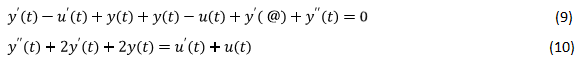 y′(t) − u′(t) + y(t) + y(t) − u(t) + y′( @) + y′′(t) = 0 (9)
y′′(t) + 2y′(t) + 2y(t) = u′(t) + u(t) (10)